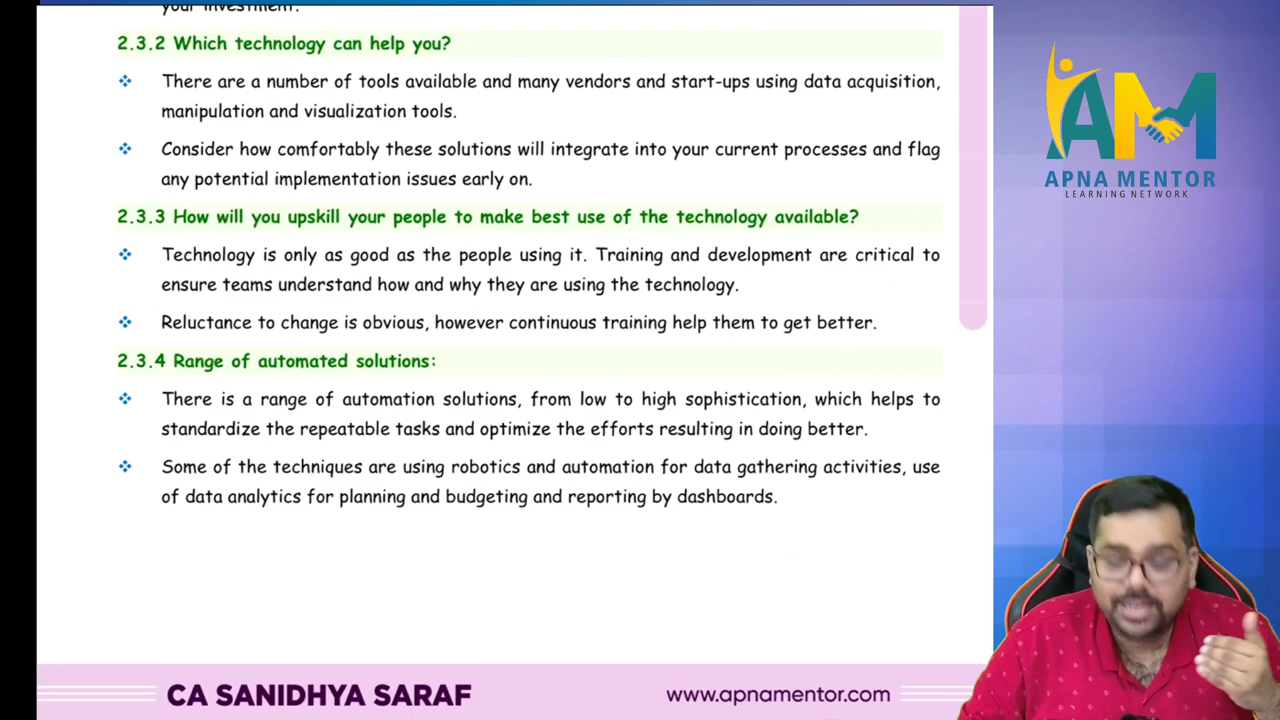 your investment.
2.3.2 Which technology can help you?
There are a number of tools available and many vendors and start-ups using data acquisition,
manipulation and visualization tools.
Consider how comfortably these solutions will integrate into your current processes and flag
any potential implementation issues early on.
2.3.3 How will you upskill your people to make best use of the technology available?
Technology is only as good as the people using it. Training and development are critical to
ensure teams understand how and why they are using the technology.
Reluctance to change is obvious, however continuous training help them to get better.
2.3.4 Range of automated solutions:
There is a range of automation solutions, from low to high sophistication, which helps to
standardize the repeatable tasks and optimize the efforts resulting in doing better.
Some of the techniques are using robotics and automation for data gathering activities, use
of data analytics for planning and budgeting and reporting by dashboards.
AM
APNA MENTOR
LEARNING NETWORK
CA SANIDHYA SARAF
www.apnamentor.com